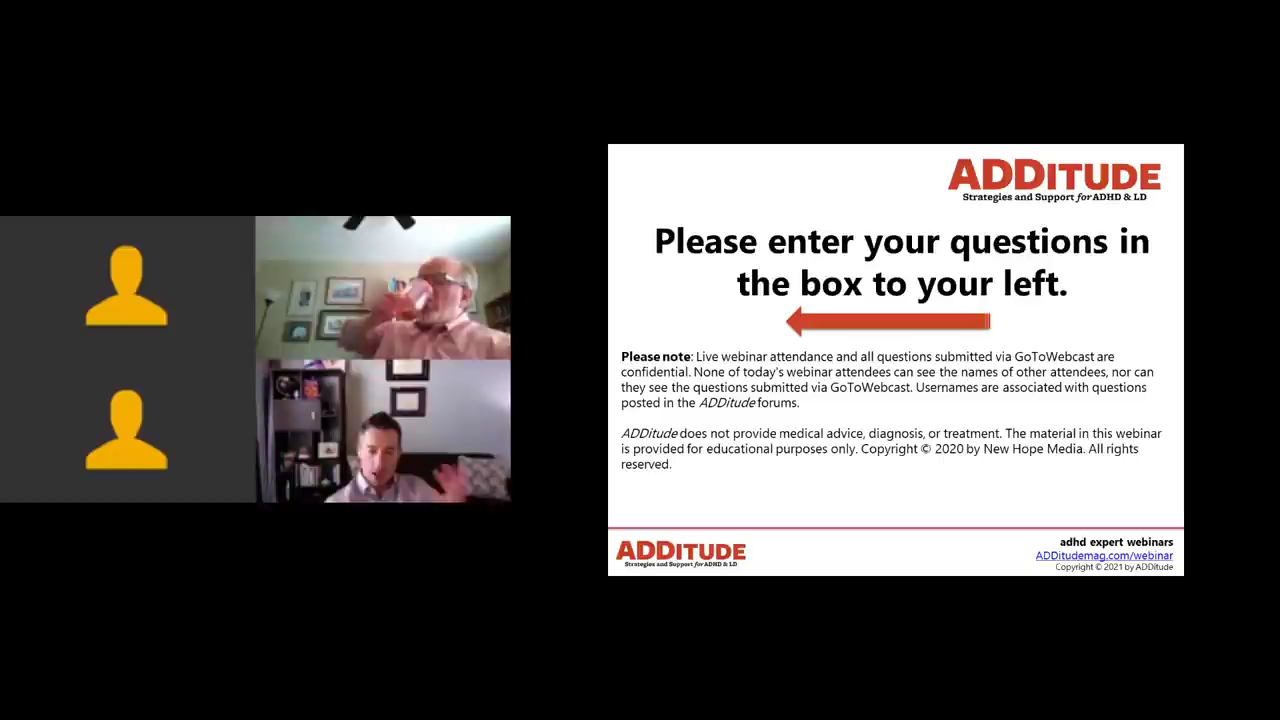 ADDITUDE
Strategies and Support for ADHD & LD
Please enter your questions in
the box to your left.
Please note: Live webinar attendance and all questions submitted via GoToWebcast are
confidential. None of today's webinar attendees can see the names of other attendees, nor can
they see the questions submitted via GoToWebcast. Usernames are associated with questions
posted in the ADDitude forums.
ADDitude does not provide medical advice, diagnosis, or treatment. The material in this webinar
is provided for educational purposes only. Copyright © 2020 by New Hope Media. All rights
reserved.
ADDITUDE
Strategies and Support for ADHD & LD
adhd expert webinars
ADDitudemag.com/webinar
Copyright © 2021 by ADDitude